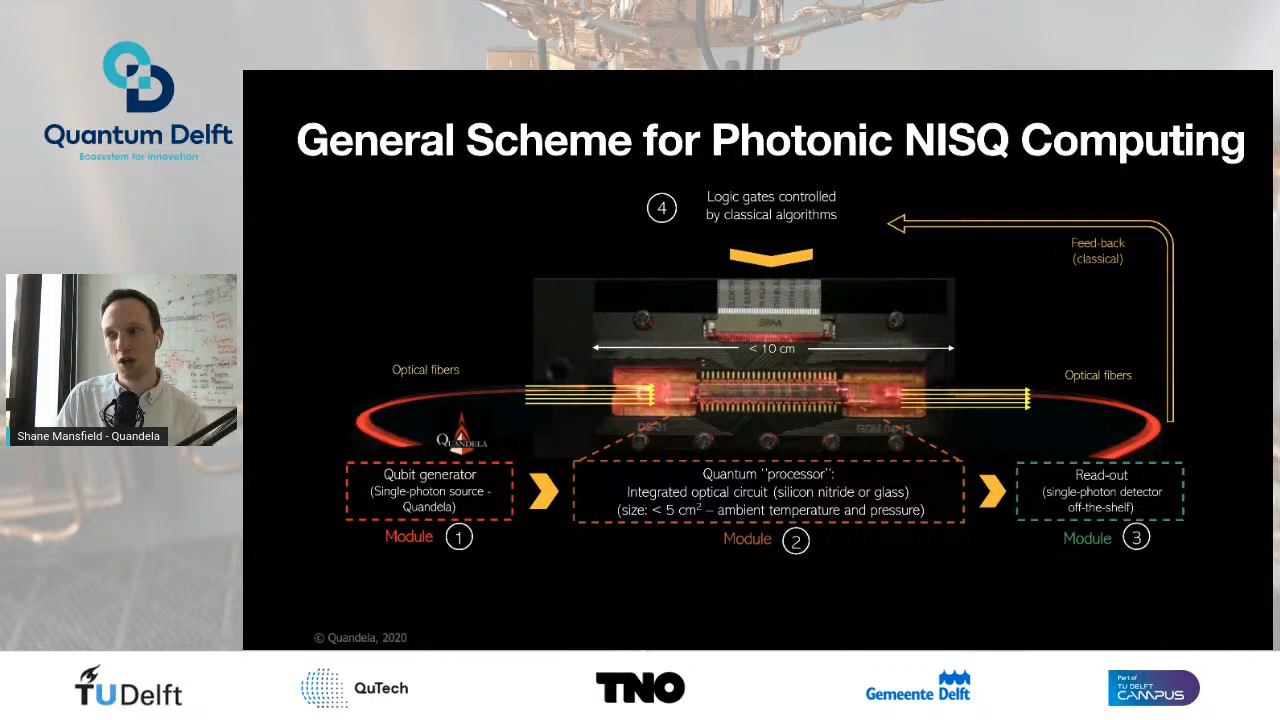 Quantum Delft
Ecosystem for innovation
General Scheme for Photonic NISQ Computing
4
Logic gates controlled
by classical algorithms
Feed-back
(classical)
< 10 cm
Optical fibers
Optical fibers
QUANDELA
Shane Mansfield - Quandela
Qubit generator
(Single-photon source -
Quandela)
Module 1
Quantum “processor”:
Integrated optical circuit (silicon nitride or glass)
(size: < 5 cm² – ambient temperature and pressure)
Module 2
Read-out
(single-photon detector
off-the-shelf)
Module 3
© Quandela, 2020
TU Delft
QuTech
TNO
Gemeente Delft
Part of
TU DELFT
CAMPUS